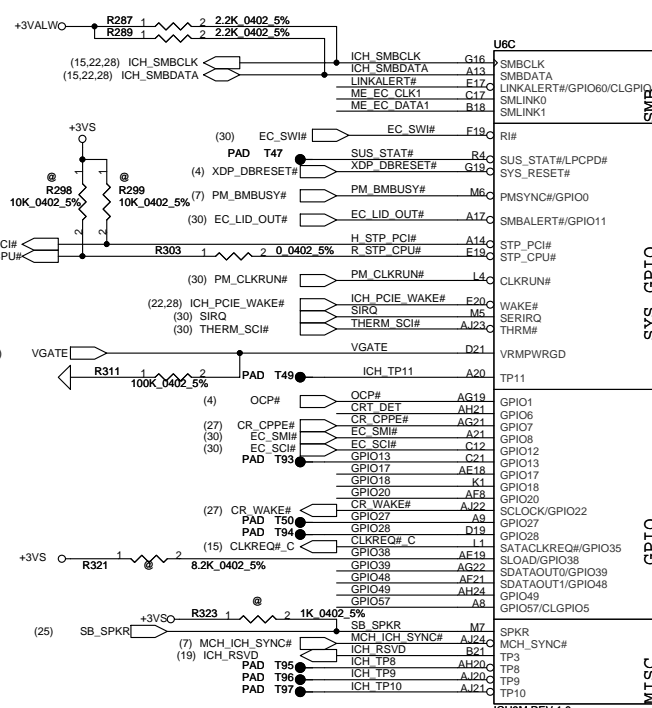 +3VALW R287 1 2 2.2K_0402_5%
R289 1 2 2.2K_0402_5%
U6C
(15,22,28) ICH_SMBCLK ICH_SMBCLK G16 SMBCLK
(15,22,28) ICH_SMBDATA ICH_SMBDATA A13 SMBDATA
LINKALERT# E17 LINKALERT#/GPIO60/CLGPIO
ME_EC_CLK1 C17 SMLINK0
ME_EC_DATA1 B18 SMLINK1
SMB
+3VS
(30) EC_SWI# EC_SWI# F19 RI#
PAD T47 SUS_STAT# R4 SUS_STAT#/LPCPD#
(4) XDP_DBRESET# XDP_DBRESET# G19 SYS_RESET#
@ @
R298 R299
10K_0402_5% 10K_0402_5%
1 1
2 2
(7) PM_BMBUSY# PM_BMBUSY# M6 PMSYNC#/GPIO0
(30) EC_LID_OUT# EC_LID_OUT# A17 SMBALERT#/GPIO11
CI# H_STP_PCI# A14 STP_PCI#
PU# R303 1 2 0_0402_5% R_STP_CPU# E19 STP_CPU#
(30) PM_CLKRUN# PM_CLKRUN# L4 CLKRUN#
SYS GPIO
(22,28) ICH_PCIE_WAKE# ICH_PCIE_WAKE# E20 WAKE#
(30) SIRQ SIRQ M5 SERIRQ
(30) THERM_SCI# THERM_SCI# AJ23 THRM#
) VGATE VGATE D21 VRMPWRGD
R311 1 2 100K_0402_5% PAD T49 ICH_TP11 A20 TP11
(4) OCP# OCP# AG19 GPIO1
CRT_DET AH21 GPIO6
(27) CR_CPPE# CR_CPPE# AG21 GPIO7
(30) EC_SMI# EC_SMI# A21 GPIO8
(30) EC_SCI# EC_SCI# C12 GPIO12
PAD T93 GPIO13 C21 GPIO13
GPIO17 AE18 GPIO17
GPIO18 K1 GPIO18
GPIO20 AF8 GPIO20
(27) CR_WAKE# CR_WAKE# AJ22 SCLOCK/GPIO22
PAD T50 GPIO27 A9 GPIO27
PAD T94 GPIO28 D19 GPIO28
(15) CLKREQ#_C CLKREQ#_C L1 SATACLKREQ#/GPIO35
+3VS R321 1 @ 2 8.2K_0402_5% GPIO38 AE19 SLOAD/GPIO38
GPIO39 AG22 SDATAOUT0/GPIO39
GPIO48 AF21 SDATAOUT1/GPIO48
GPIO49 AH24 GPIO49
GPIO57 A8 GPIO57/CLGPIO5
GPIO
@
+3VS R323 1 2 1K_0402_5%
(25) SB_SPKR SB_SPKR M7 SPKR
(7) MCH_ICH_SYNC# MCH_ICH_SYNC# AJ24 MCH_SYNC#
(19) ICH_RSVD ICH_RSVD B21 TP3
PAD T95 ICH_TP8 AH20 TP8
PAD T96 ICH_TP9 AJ20 TP9
PAD T97 ICH_TP10 AJ21 TP10
MISC